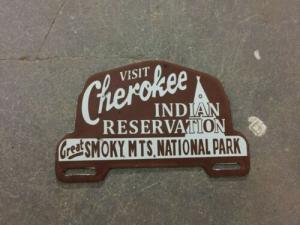 VISIT
Cherokee
INDIAN
RESERVATION
Great SMOKY MTS. NATIONAL PARK